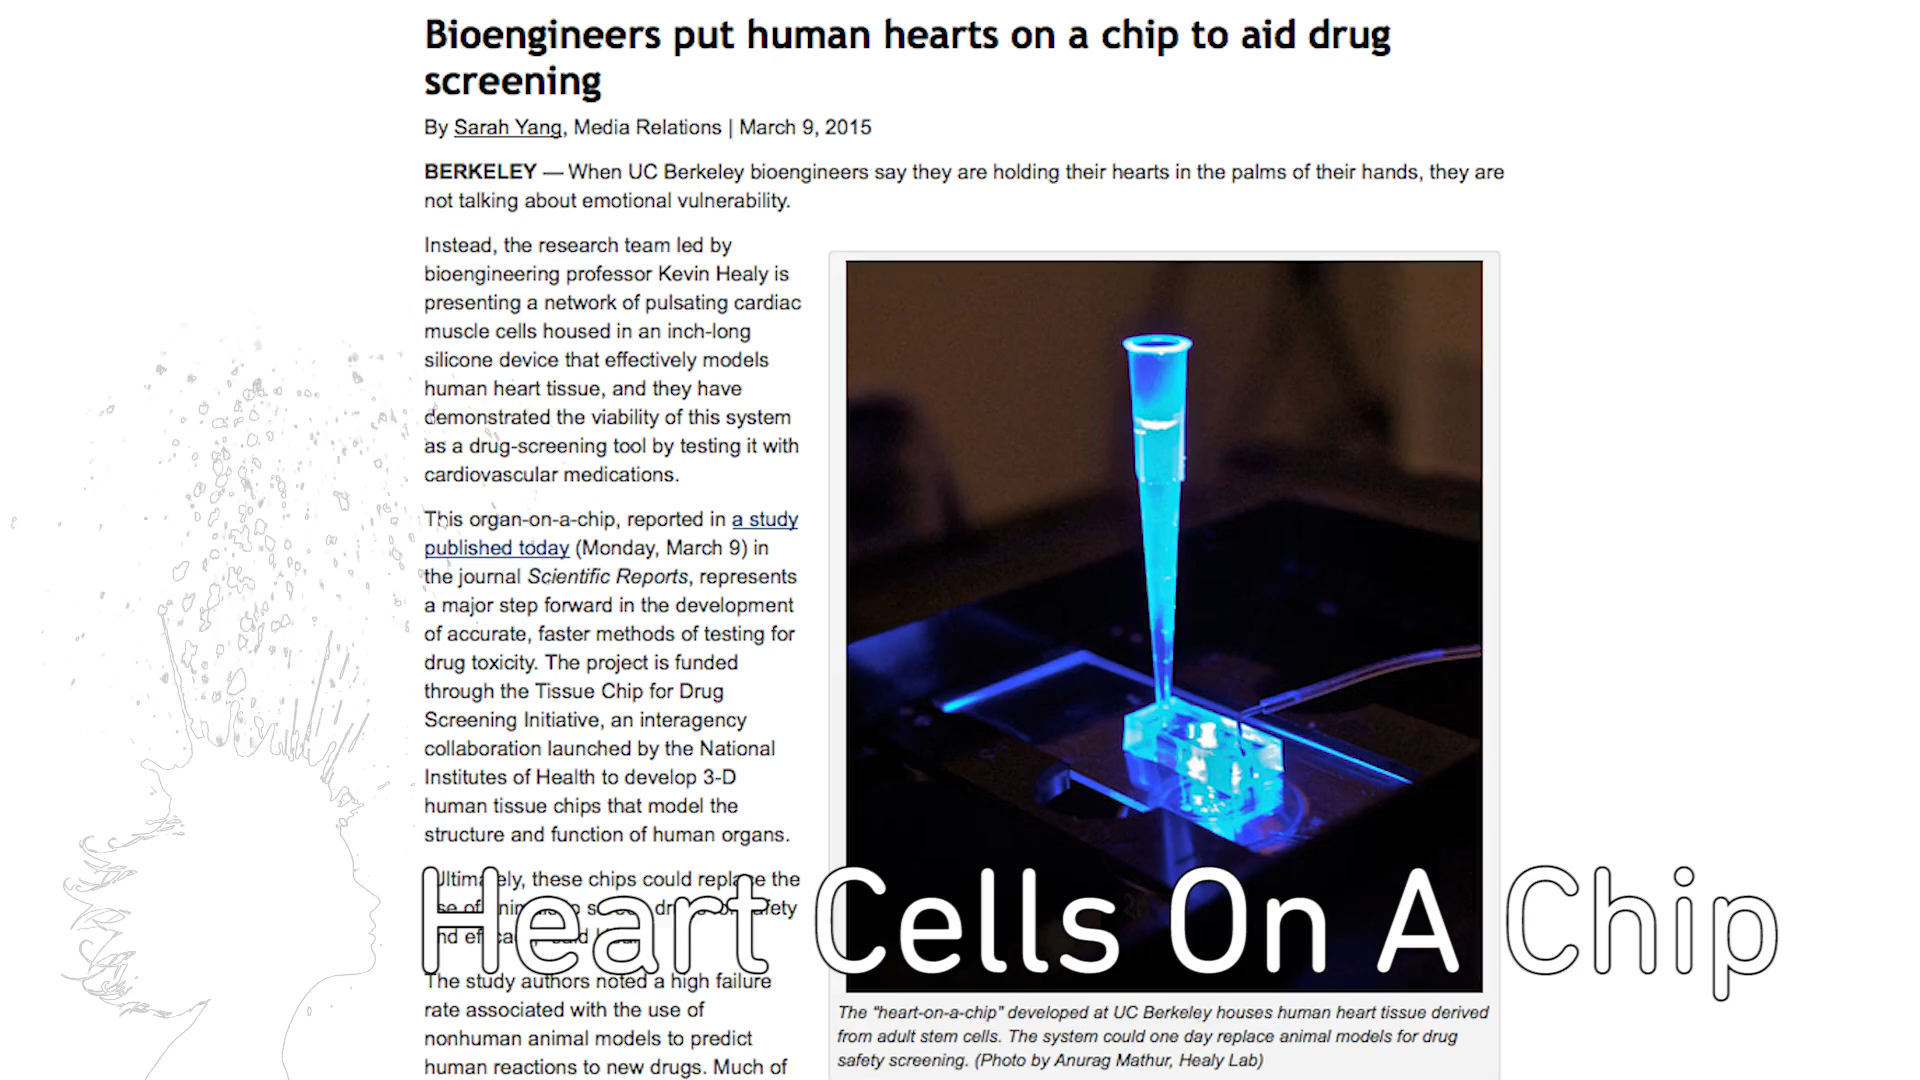 Bioengineers put human hearts on a chip to aid drug
screening
By Sarah Yang, Media Relations | March 9, 2015
BERKELEY — When UC Berkeley bioengineers say they are holding their hearts in the palms of their hands, they are
not talking about emotional vulnerability.
Instead, the research team led by
bioengineering professor Kevin Healy is
presenting a network of pulsating cardiac
muscle cells housed in an inch-long
silicone device that effectively models
human heart tissue, and they have
demonstrated the viability of this system
as a drug-screening tool by testing it with
cardiovascular medications.
This organ-on-a-chip, reported in a study
published today (Monday, March 9) in
the journal Scientific Reports, represents
a major step forward in the development
of accurate, faster methods of testing for
drug toxicity. The project is funded
through the Tissue Chip for Drug
Screening Initiative, an interagency
collaboration launched by the National
Institutes of Health to develop 3-D
human tissue chips that model the
structure and function of human organs.
Ultimately, these chips could replace the
The study authors noted a high failure
rate associated with the use of
nonhuman animal models to predict
human reactions to new drugs. Much of
The "heart-on-a-chip" developed at UC Berkeley houses human heart tissue derived
from adult stem cells. The system could one day replace animal models for drug
safety screening. (Photo by Anurag Mathur, Healy Lab)
Heart Cells On A Chip